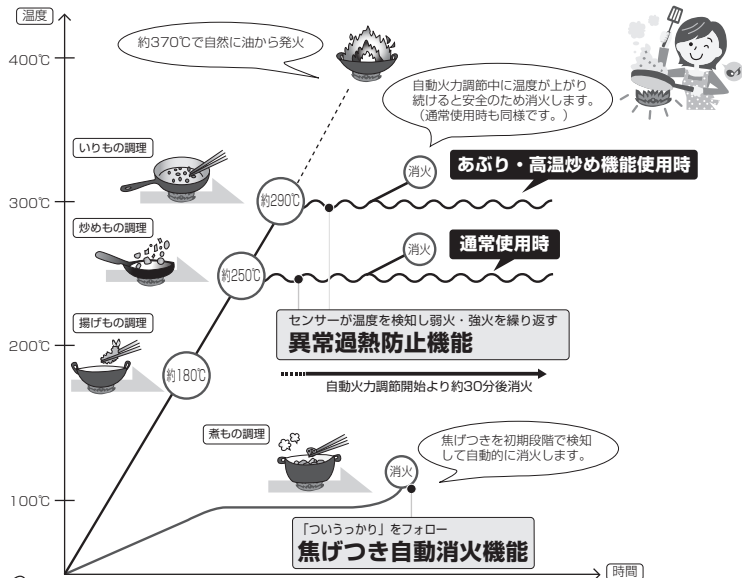 温度
400℃
約370℃で自然に油から発火
自動火力調節中に温度が上がり
続けると安全のため消火します。
(通常使用時も同様です。)
いりもの調理
消火
あぶり・高温炒め機能使用時
300℃
約290℃
炒めもの調理
消火
通常使用時
約250℃
揚げもの調理
センサーが温度を検知し弱火・強火を繰り返す
異常過熱防止機能
200℃
約180℃
自動火力調節開始より約30分後消火
煮もの調理
焦げつきを初期段階で検知
して自動的に消火します。
消火
100℃
「ついうっかり」をフォロー
焦げつき自動消火機能
時間